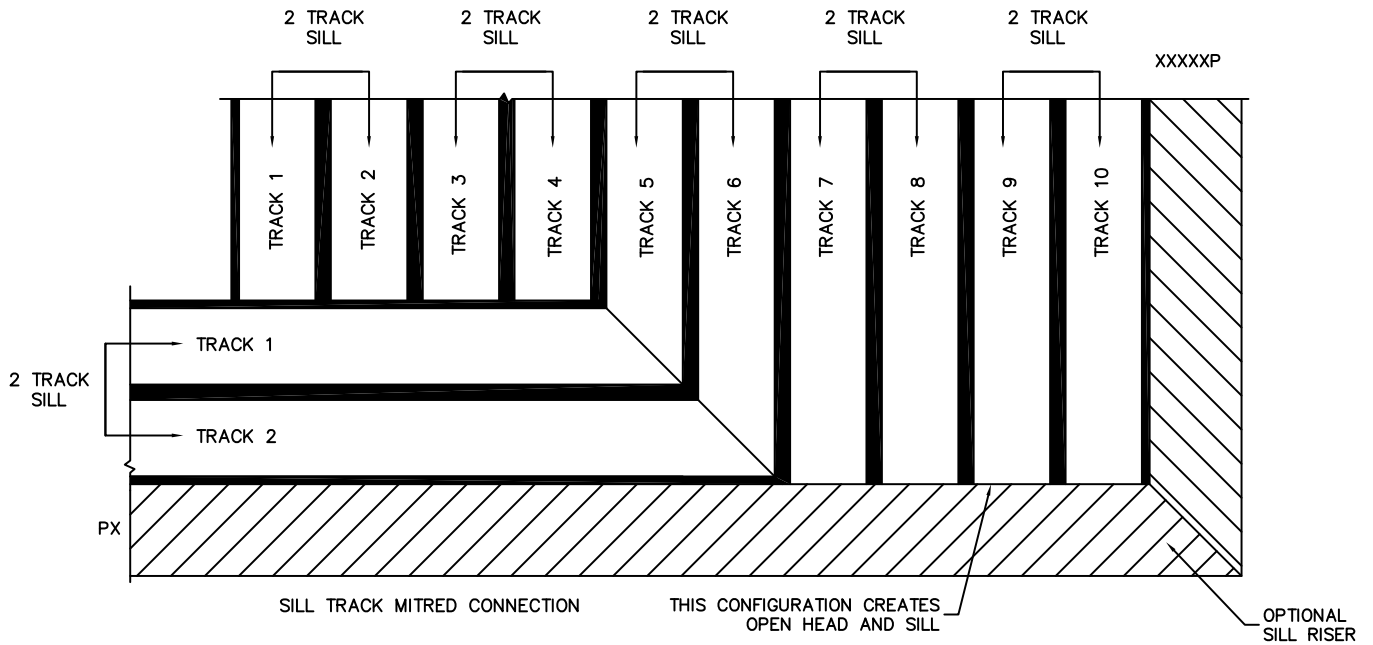 2 TRACK
SILL
2 TRACK
SILL
2 TRACK
SILL
2 TRACK
SILL
2 TRACK
SILL
XXXXXP
TRACK 1
TRACK 2
TRACK 3
TRACK 4
TRACK 5
TRACK 6
TRACK 7
TRACK 8
TRACK 9
TRACK 10
TRACK 1
2 TRACK
SILL
TRACK 2
PX
SILL TRACK MITRED CONNECTION
THIS CONFIGURATION CREATES
OPEN HEAD AND SILL
OPTIONAL
SILL RISER